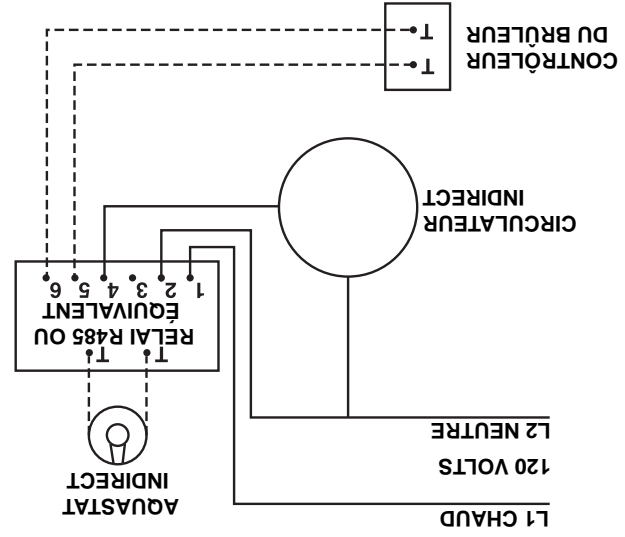 L1 CHAUD
120 VOLTS
L2 NEUTRE
AQUASTAT
INDIRECT
T T
RELAI R485 OU
ÉQUIVALENT
1 2 3 4 5 6
CIRCULATEUR
INDIRECT
CONTRÔLEUR
DU BRÛLEUR
T
T